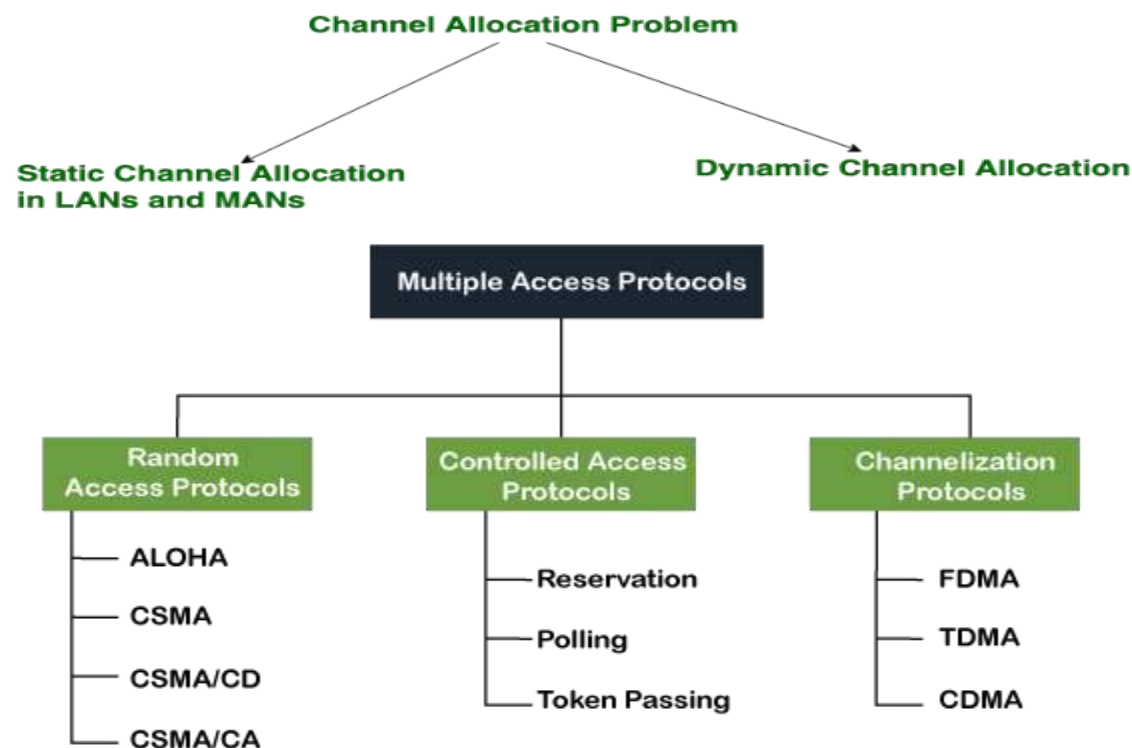 Channel Allocation Problem
Static Channel Allocation
in LANs and MANs
Dynamic Channel Allocation
Multiple Access Protocols
Random
Access Protocols
ALOHA
CSMA
CSMA/CD
CSMA/CA
Controlled Access
Protocols
Reservation
Polling
Token Passing
Channelization
Protocols
FDMA
TDMA
CDMA